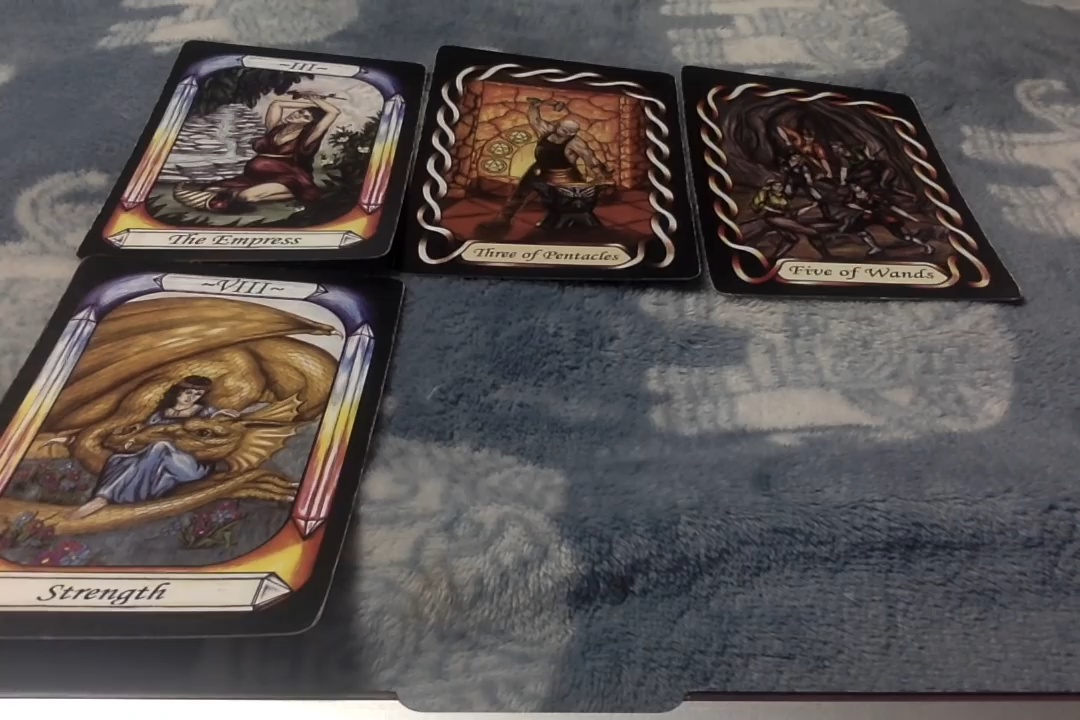 ~III~
The Empress
Three of Pentacles
Five of Wands
~VIII~
Strength